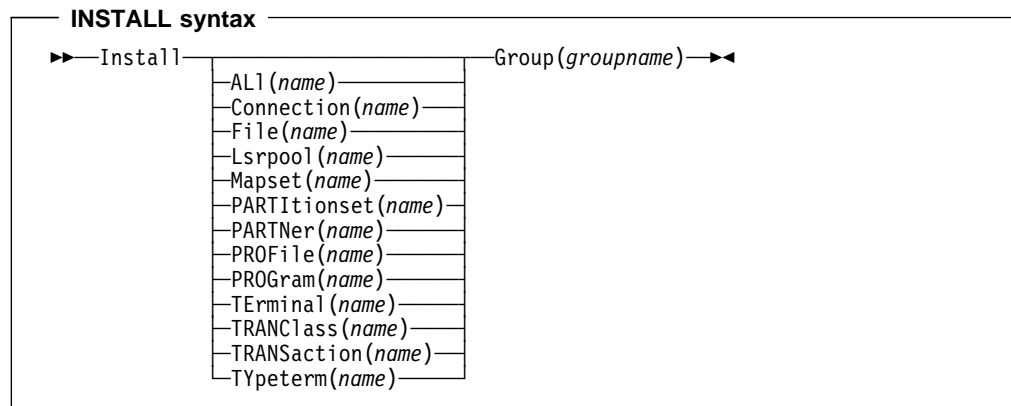 INSTALL syntax
►►──Install──Group(groupname)──►◄
ALl(name)
Connection(name)
File(name)
Lsrpool(name)
Mapset(name)
PARTItionset(name)
PARTNer(name)
PROFile(name)
PROGram(name)
TErminal(name)
TRANClass(name)
TRANSaction(name)
TYpeterm(name)